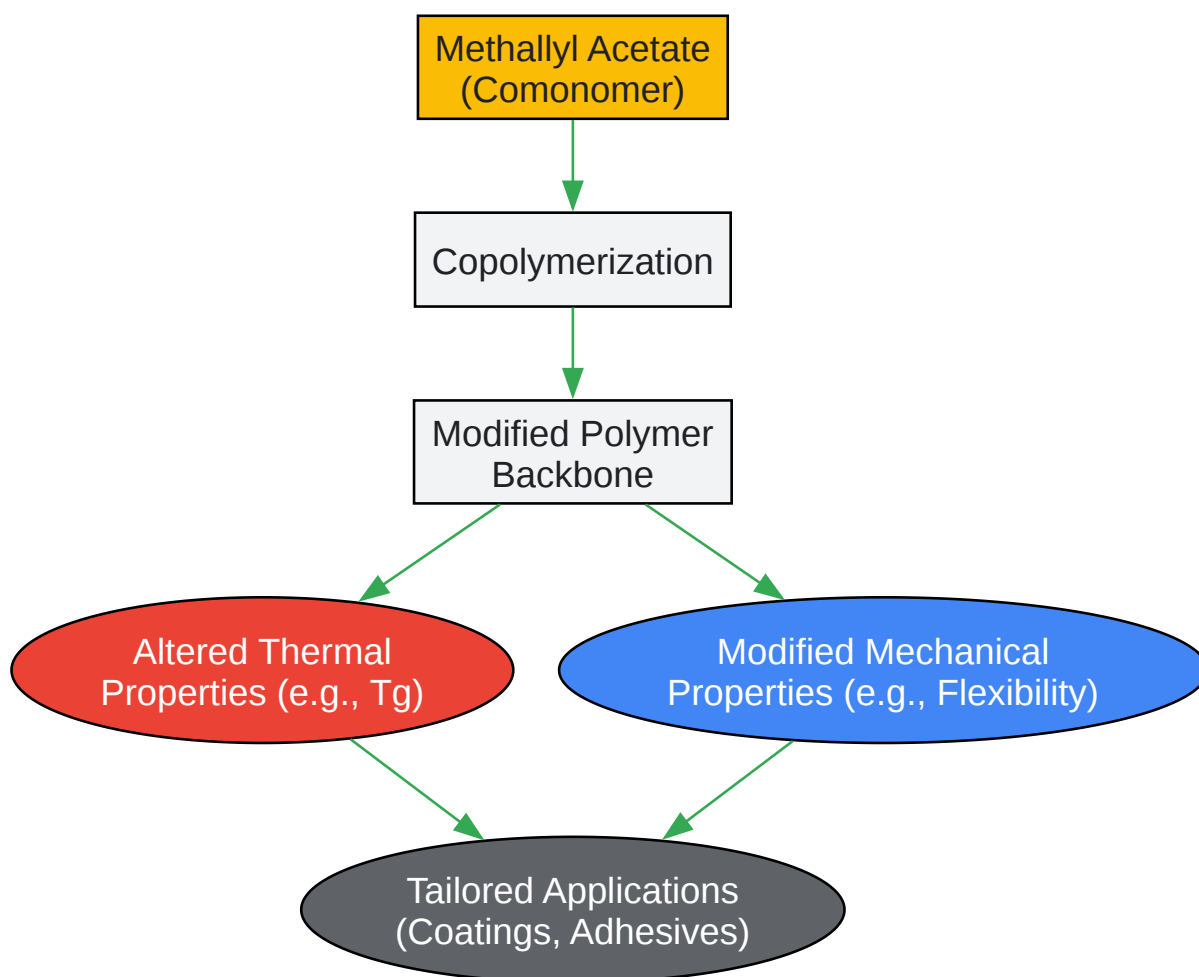 Methallyl Acetate
(Comonomer)
Copolymerization
Modified Polymer
Backbone
Altered Thermal
Properties (e.g., Tg)
Modified Mechanical
Properties (e.g., Flexibility)
Tailored Applications
(Coatings, Adhesives)